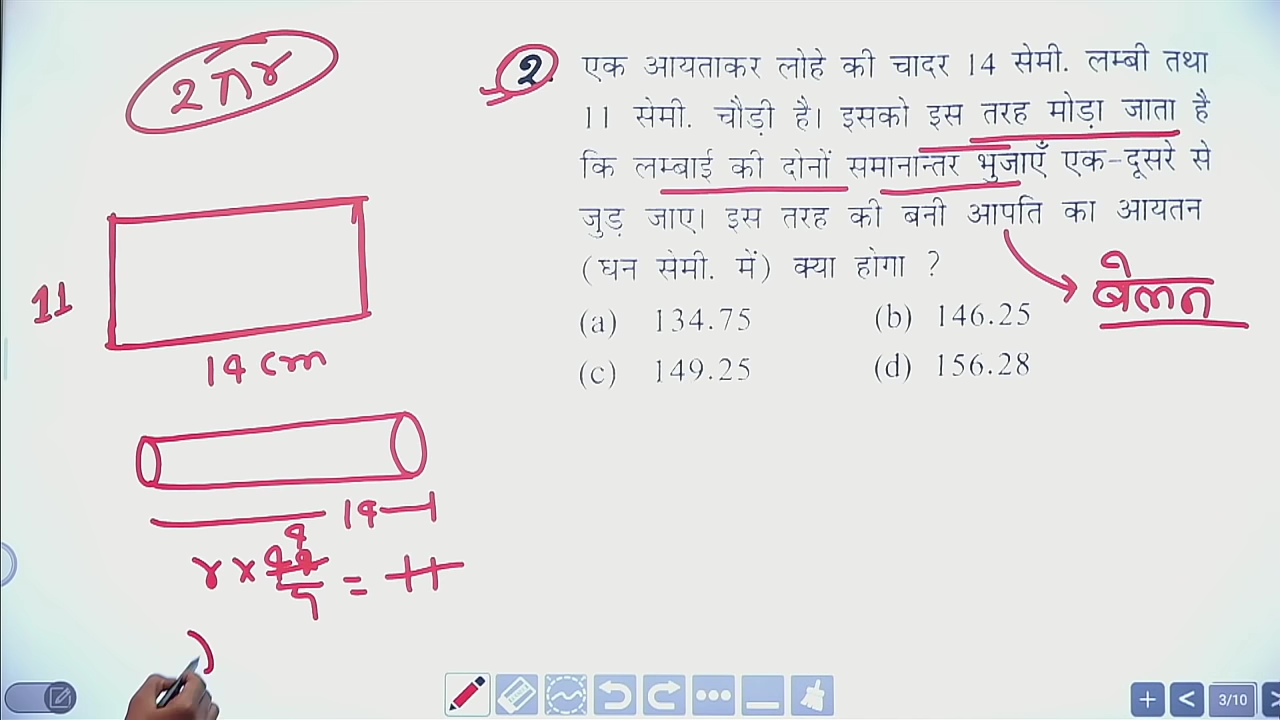 2πr
2 एक आयताकर लोहे की चादर 14 सेमी. लम्बी तथा
11 सेमी. चौड़ी है। इसको इस तरह मोड़ा जाता है
कि लम्बाई की दोनों समानान्तर भुजाएँ एक-दूसरे से
जुड़ जाए। इस तरह की बनी आपति का आयतन
(घन सेमी. में) क्या होगा ?
बेलन
(a) 134.75 (b) 146.25
(c) 149.25 (d) 156.28
11
14 cm
14
4
r × 44/7 = 11
3/10